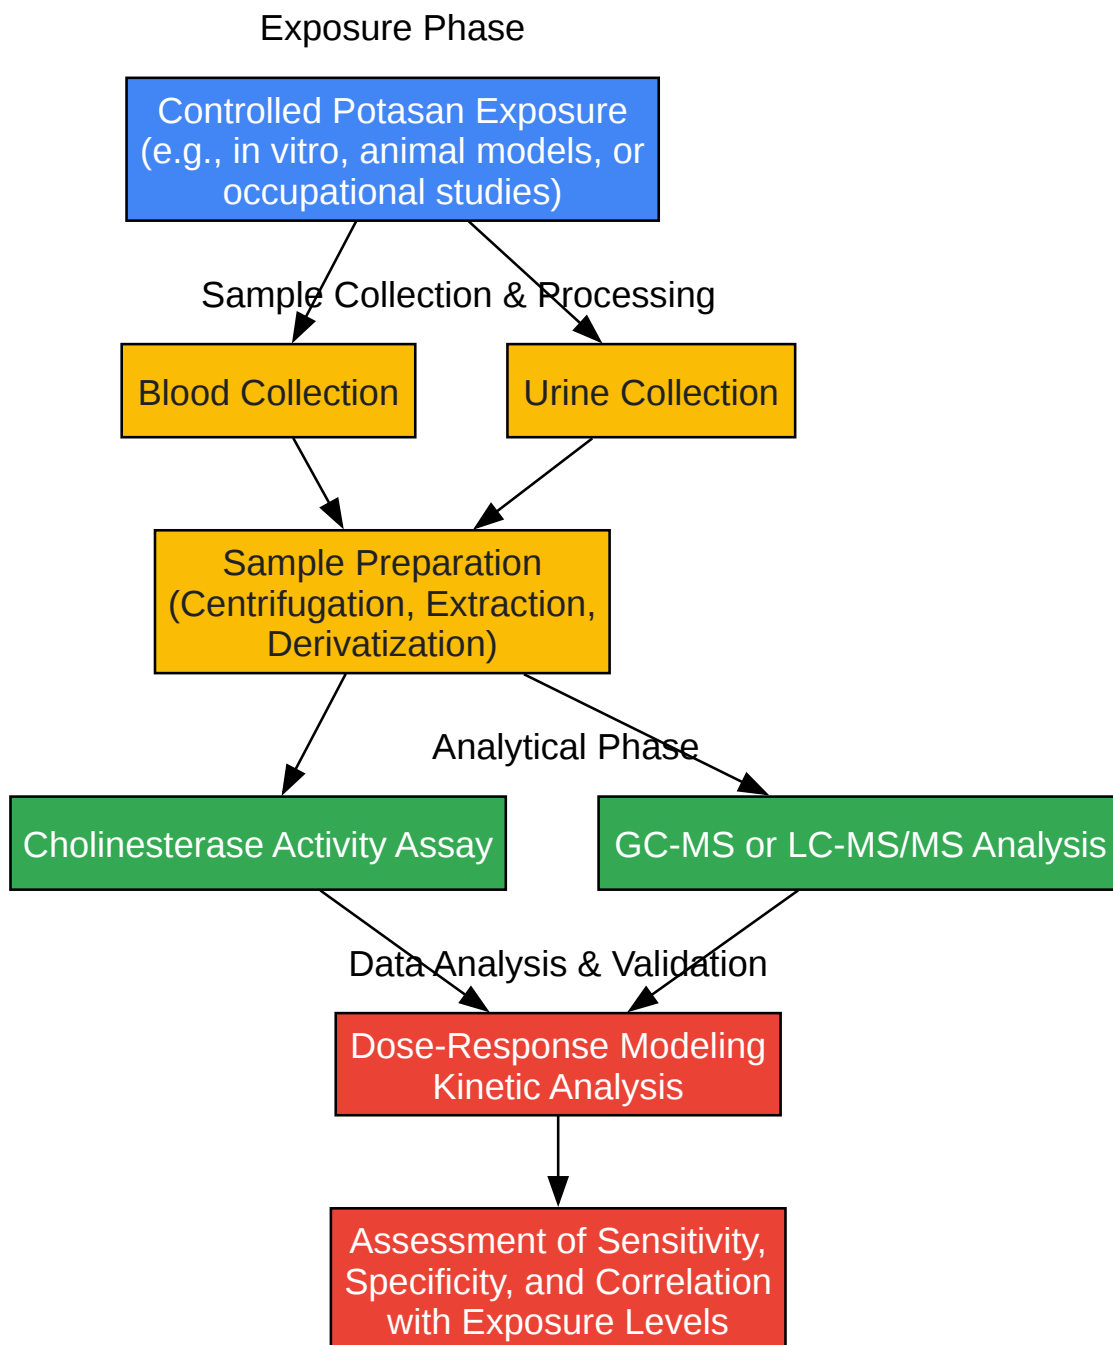 Exposure Phase
Controlled Potasan Exposure
(e.g., in vitro, animal models, or
occupational studies)
Sample Collection & Processing
Blood Collection
Urine Collection
Sample Preparation
(Centrifugation, Extraction,
Derivatization)
Analytical Phase
Cholinesterase Activity Assay
GC-MS or LC-MS/MS Analysis
Data Analysis & Validation
Dose-Response Modeling
Kinetic Analysis
Assessment of Sensitivity,
Specificity, and Correlation
with Exposure Levels